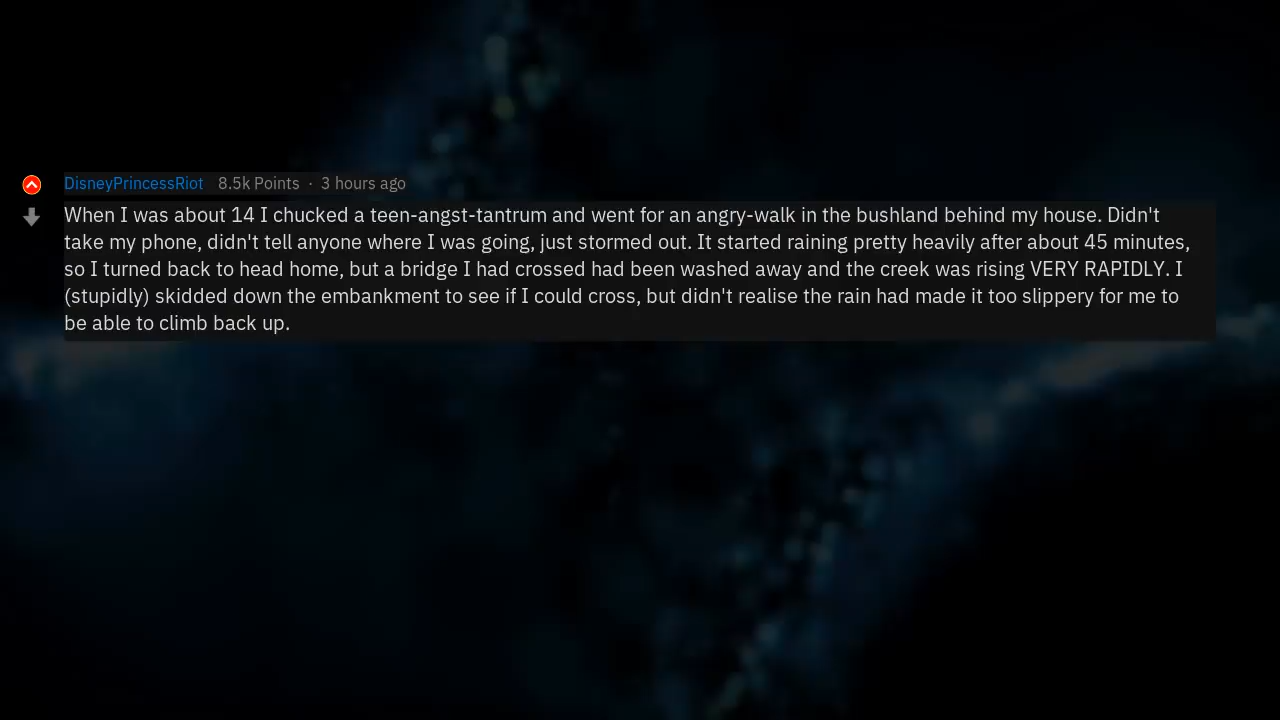 DisneyPrincessRiot 8.5k Points · 3 hours ago
When I was about 14 I chucked a teen-angst-tantrum and went for an angry-walk in the bushland behind my house. Didn't
take my phone, didn't tell anyone where I was going, just stormed out. It started raining pretty heavily after about 45 minutes,
so I turned back to head home, but a bridge I had crossed had been washed away and the creek was rising VERY RAPIDLY. I
(stupidly) skidded down the embankment to see if I could cross, but didn't realise the rain had made it too slippery for me to
be able to climb back up.